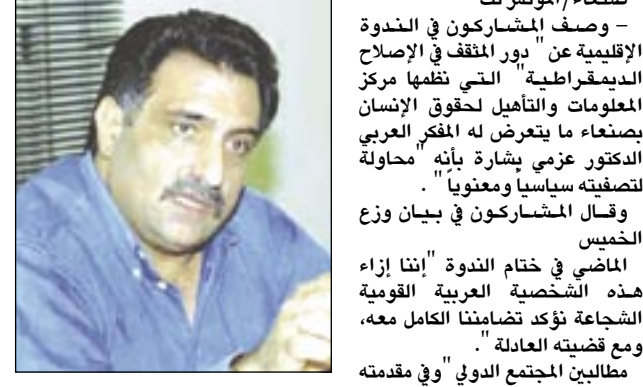 صنعاء/المؤتمر نت
– وصف المشاركون في الندوة
الإقليمية عن " دور المثقف في الإصلاح
الديمقراطية" التي نظمها مركز
المعلومات والتأهيل لحقوق الإنسان
بصنعاء ما يتعرض له المفكر العربي
الدكتور عزمي بشارة بأنه "محاولة
لتصفيته سياسياً ومعنوياً" .
وقال المشاركون في بيان وزع
الخميس
الماضي في ختام الندوة "إننا إزاء
هذه الشخصية العربية القومية
الشجاعة نؤكد تضامننا الكامل معه،
ومع قضيته العادلة ".
مطالبين المجتمع الدولي "وفي مقدمته